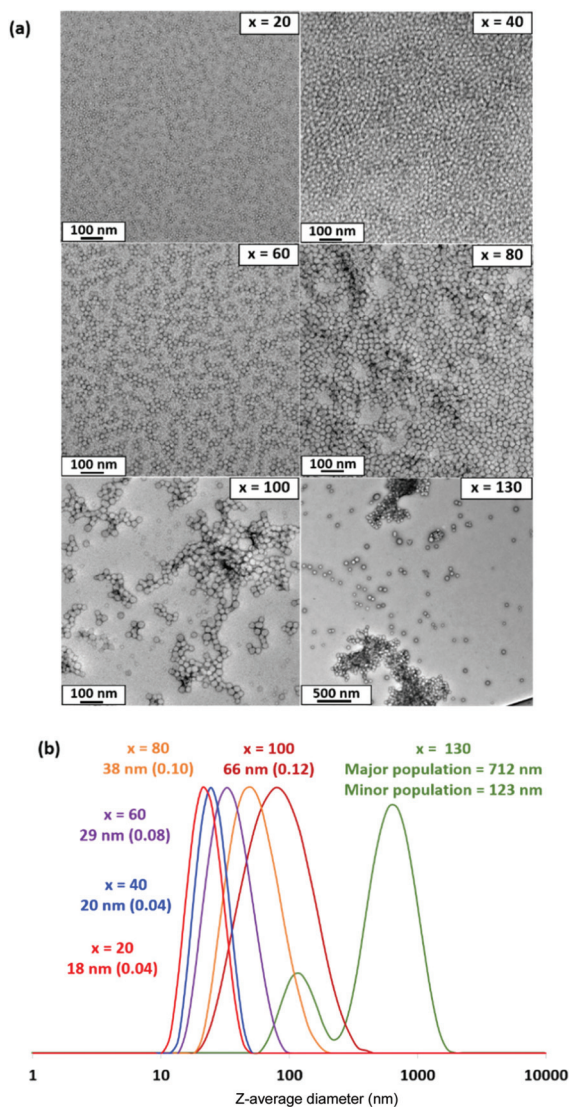 (a)
x = 20
x = 40
100 nm
100 nm
x = 60
x = 80
100 nm
100 nm
x = 100
x = 130
100 nm
500 nm
(b)
x = 80
38 nm (0.10)
x = 100
66 nm (0.12)
x = 130
Major population = 712 nm
Minor population = 123 nm
x = 60
29 nm (0.08)
x = 40
20 nm (0.04)
x = 20
18 nm (0.04)
1
10
100
1000
10000
Z-average diameter (nm)